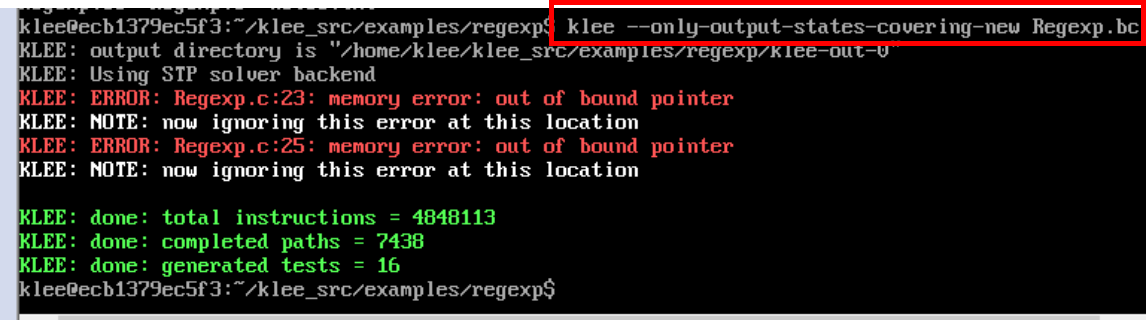 klee@ecb1379ec5f3:~/klee_src/examples/regexp$ klee --only-output-states-covering-new Regexp.bc
KLEE: output directory is "/home/klee/klee_src/examples/regexp/klee-out-0"
KLEE: Using STP solver backend
KLEE: ERROR: Regexp.c:23: memory error: out of bound pointer
KLEE: NOTE: now ignoring this error at this location
KLEE: ERROR: Regexp.c:25: memory error: out of bound pointer
KLEE: NOTE: now ignoring this error at this location
KLEE: done: total instructions = 4848113
KLEE: done: completed paths = 7438
KLEE: done: generated tests = 16
klee@ecb1379ec5f3:~/klee_src/examples/regexp$